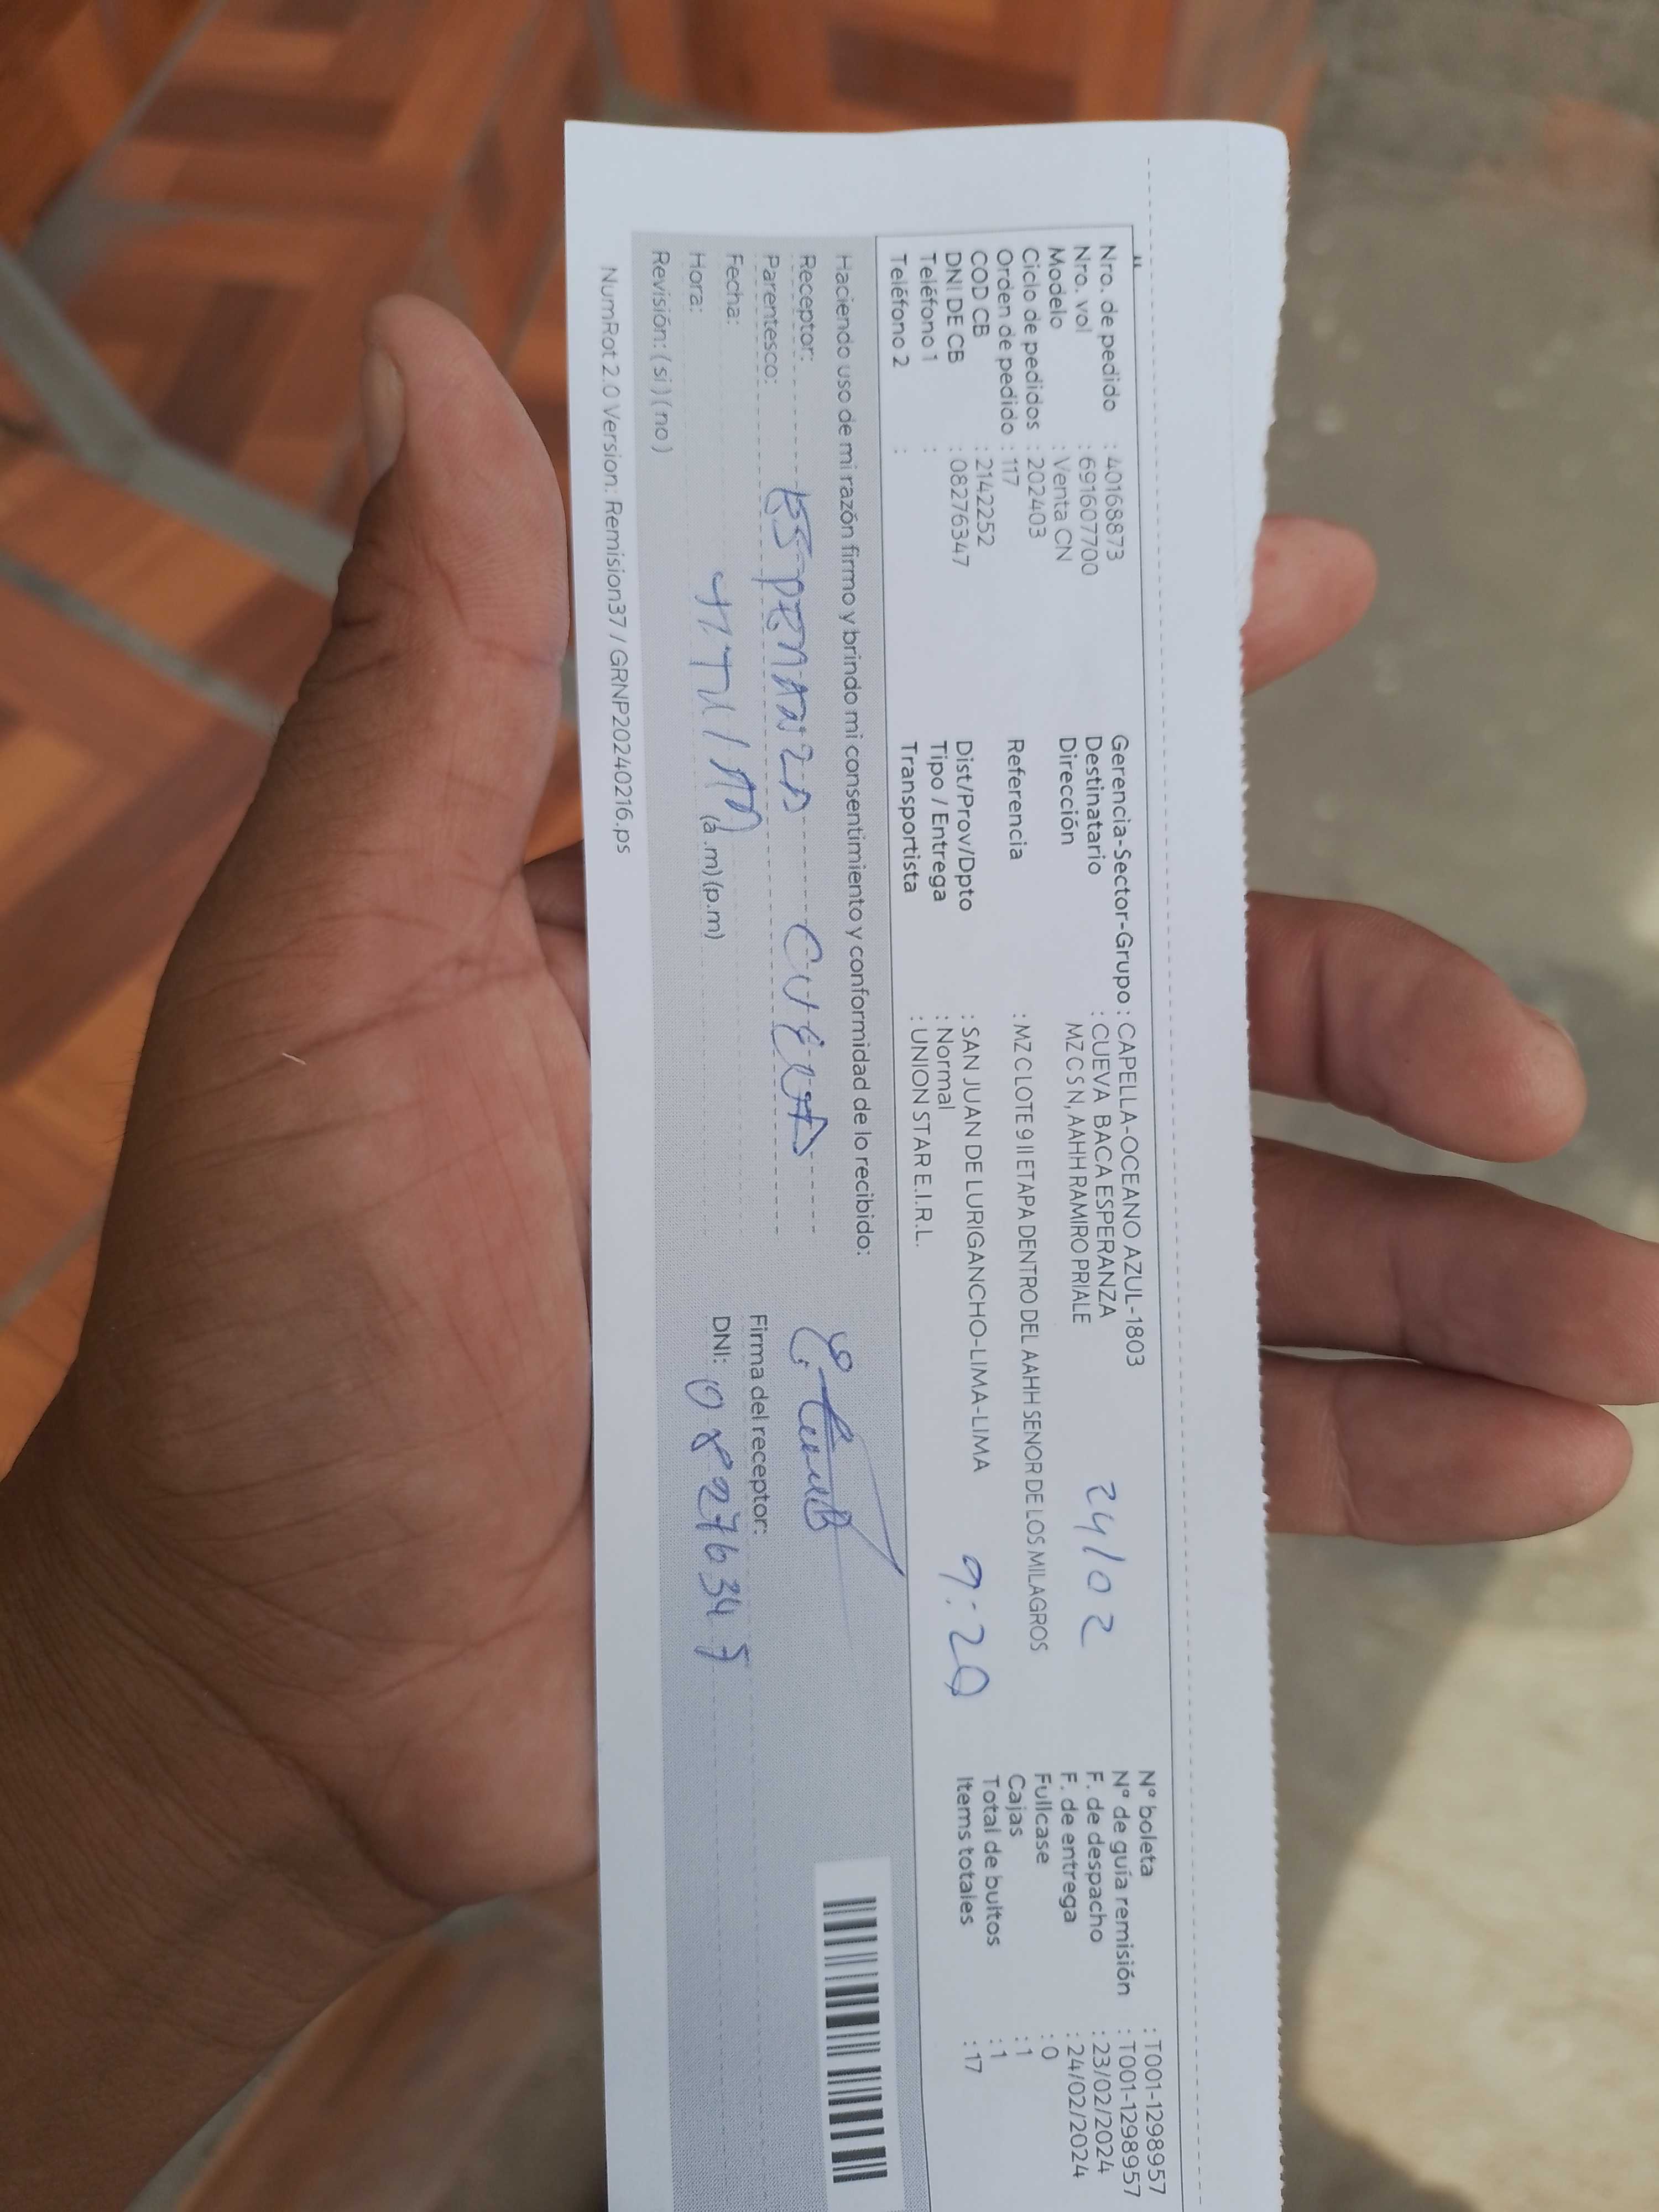 Nro. de pedido : 40168873
Nro. vol : 691607700
Modelo : Venta CN
Ciclo de pedidos : 202403
Orden de pedido : 117
COD CB : 2142252
DNI DE CB : 08276347
Teléfono 1 :
Teléfono 2 :
Gerencia-Sector-Grupo : CAPELLA-OCEANO AZUL-1803
Destinatario : CUEVA BACA ESPERANZA
Dirección MZ C S N, AAHH RAMIRO PRIALE
24/02
Referencia : MZ C LOTE 9 II ETAPA DENTRO DEL AAHH SENOR DE LOS MILAGROS
Dist/Prov/Dpto : SAN JUAN DE LURIGANCHO-LIMA-LIMA
Tipo / Entrega : Normal
Transportista : UNION STAR E.I.R.L.
9:20
Nº boleta : T001-1298957
Nº de guía remisión : T001-1298957
F. de despacho : 23/02/2024
F. de entrega : 24/02/2024
Fullcase : 0
Cajas : 1
Total de bultos : 1
Items totales : 17
Haciendo uso de mi razón firmo y brindo mi consentimiento y conformidad de lo recibido:
Receptor: ESPERANZA CUEVA
Parentesco:
Fecha:
Hora: (a.m)(p.m)
Revisión: ( si ) ( no )
Firma del receptor:
DNI: 08276347
NumRot 2.0 Version: Remision37 / GRNP20240216.ps